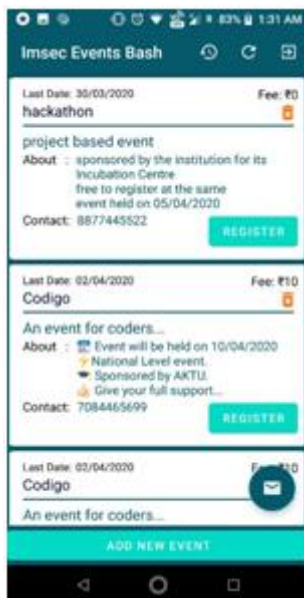 83% 1:31 AM
Imsec Events Bash
Last Date: 30/03/2020 Fee: ₹0
hackathon
project based event
About : sponsored by the institution for its
Incubation Centre
free to register at the same
event held on 05/04/2020
Contact: 8877445522
REGISTER
Last Date: 02/04/2020 Fee: ₹10
Codigo
An event for coders...
About : Event will be held on 10/04/2020
National Level event.
Sponsored by AKTU.
Give your full support...
Contact: 7084465699
REGISTER
Last Date: 02/04/2020
Codigo
An event for coders...
ADD NEW EVENT